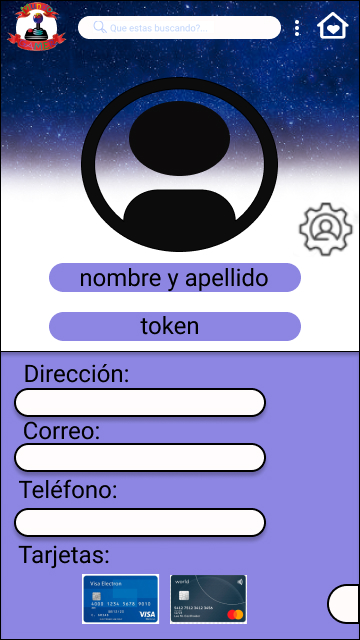 Que estas buscando?...
nombre y apellido
token
Dirección:
Correo:
Teléfono:
Tarjetas:
Visa Electron
4000 1234 5678 9010
VISA
world
5412 7512 3412 3456